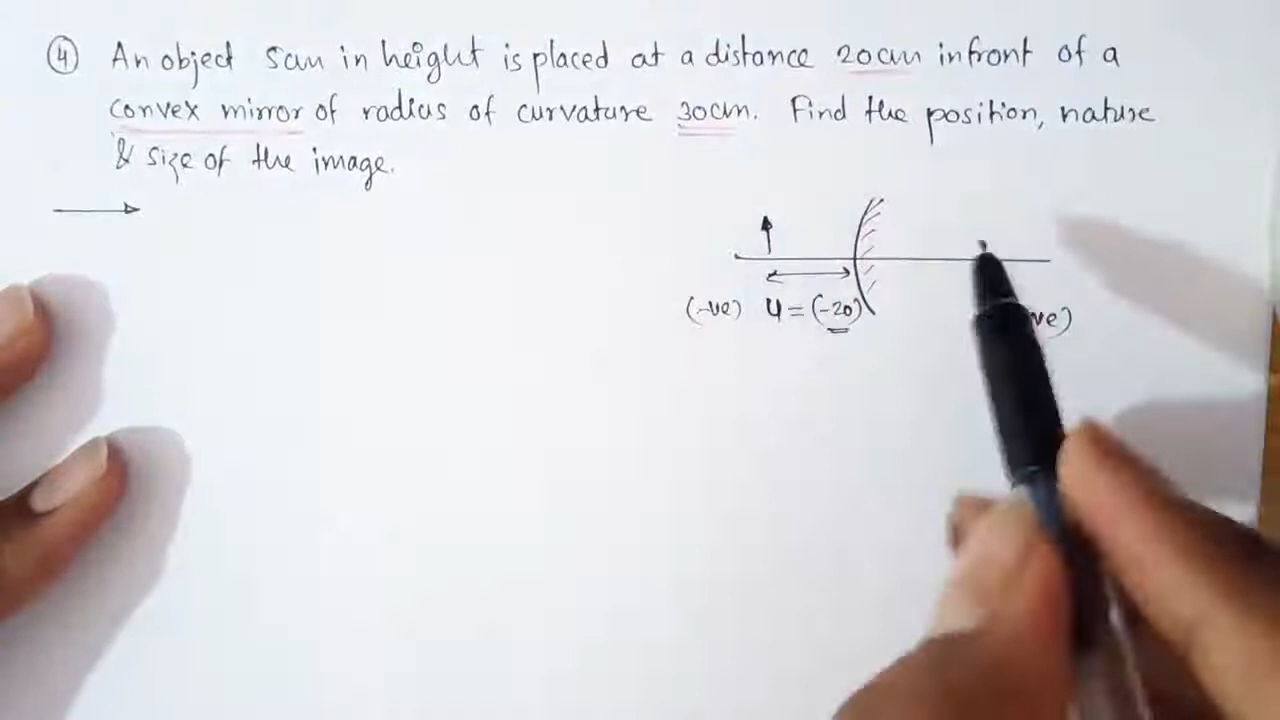 ④ An object 5cm in height is placed at a distance 20cm infront of a
convex mirror of radius of curvature 30cm. Find the position, nature
& size of the image.
(-ve) u = (-20) ve)